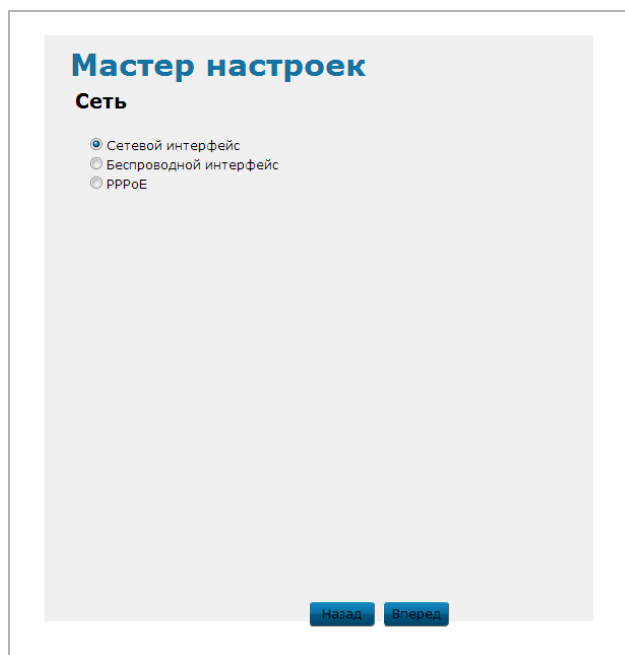 Мастер настроек
Сеть
Сетевой интерфейс
Беспроводной интерфейс
PPPoE
Назад Вперед